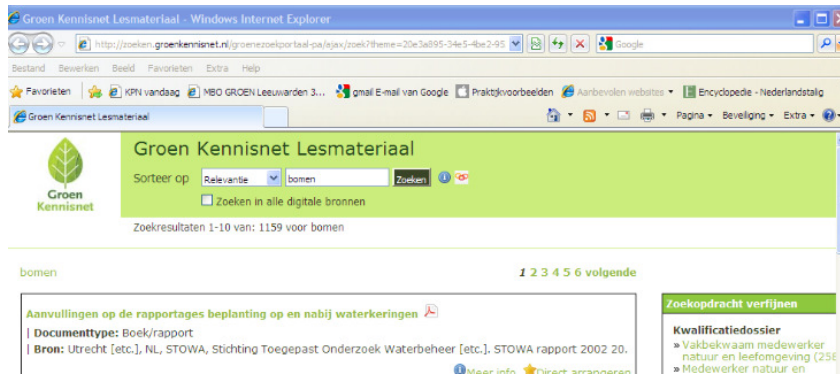 Groen Kennisnet Lesmateriaal - Windows Internet Explorer
http://zoeken.groenkennisnet.nl/groenezoekportaal-pa/ajax/zoek?theme=20e3a895-34e5-4be2-95 Google
Bestand Bewerken Beeld Favorieten Extra Help
Favorieten KPN vandaag MBO GROEN Leeuwarden 3... gmail E-mail van Google Praktijkvoorbeelden Aanbevolen websites Encyclopedie - Nederlandstalig
Groen Kennisnet Lesmateriaal Pagina Beveiliging Extra
Groen Kennisnet Lesmateriaal
Sorteer op Relevantie bomen Zoeken
Zoeken in alle digitale bronnen
Groen
Kennisnet
Zoekresultaten 1-10 van: 1159 voor bomen
bomen 1 2 3 4 5 6 volgende
Aanvullingen op de rapportages beplanting op en nabij waterkeringen
| Documenttype: Boek/rapport
| Bron: Utrecht [etc.], NL, STOWA, Stichting Toegepast Onderzoek Waterbeheer [etc.]. STOWA rapport 2002 20.
Meer info Direct arrangeren
Zoekopdracht verfijnen
Kwalificatiedossier
» Vakbekwaam medewerker
natuur en leefomgeving (258
» Medewerker natuur en